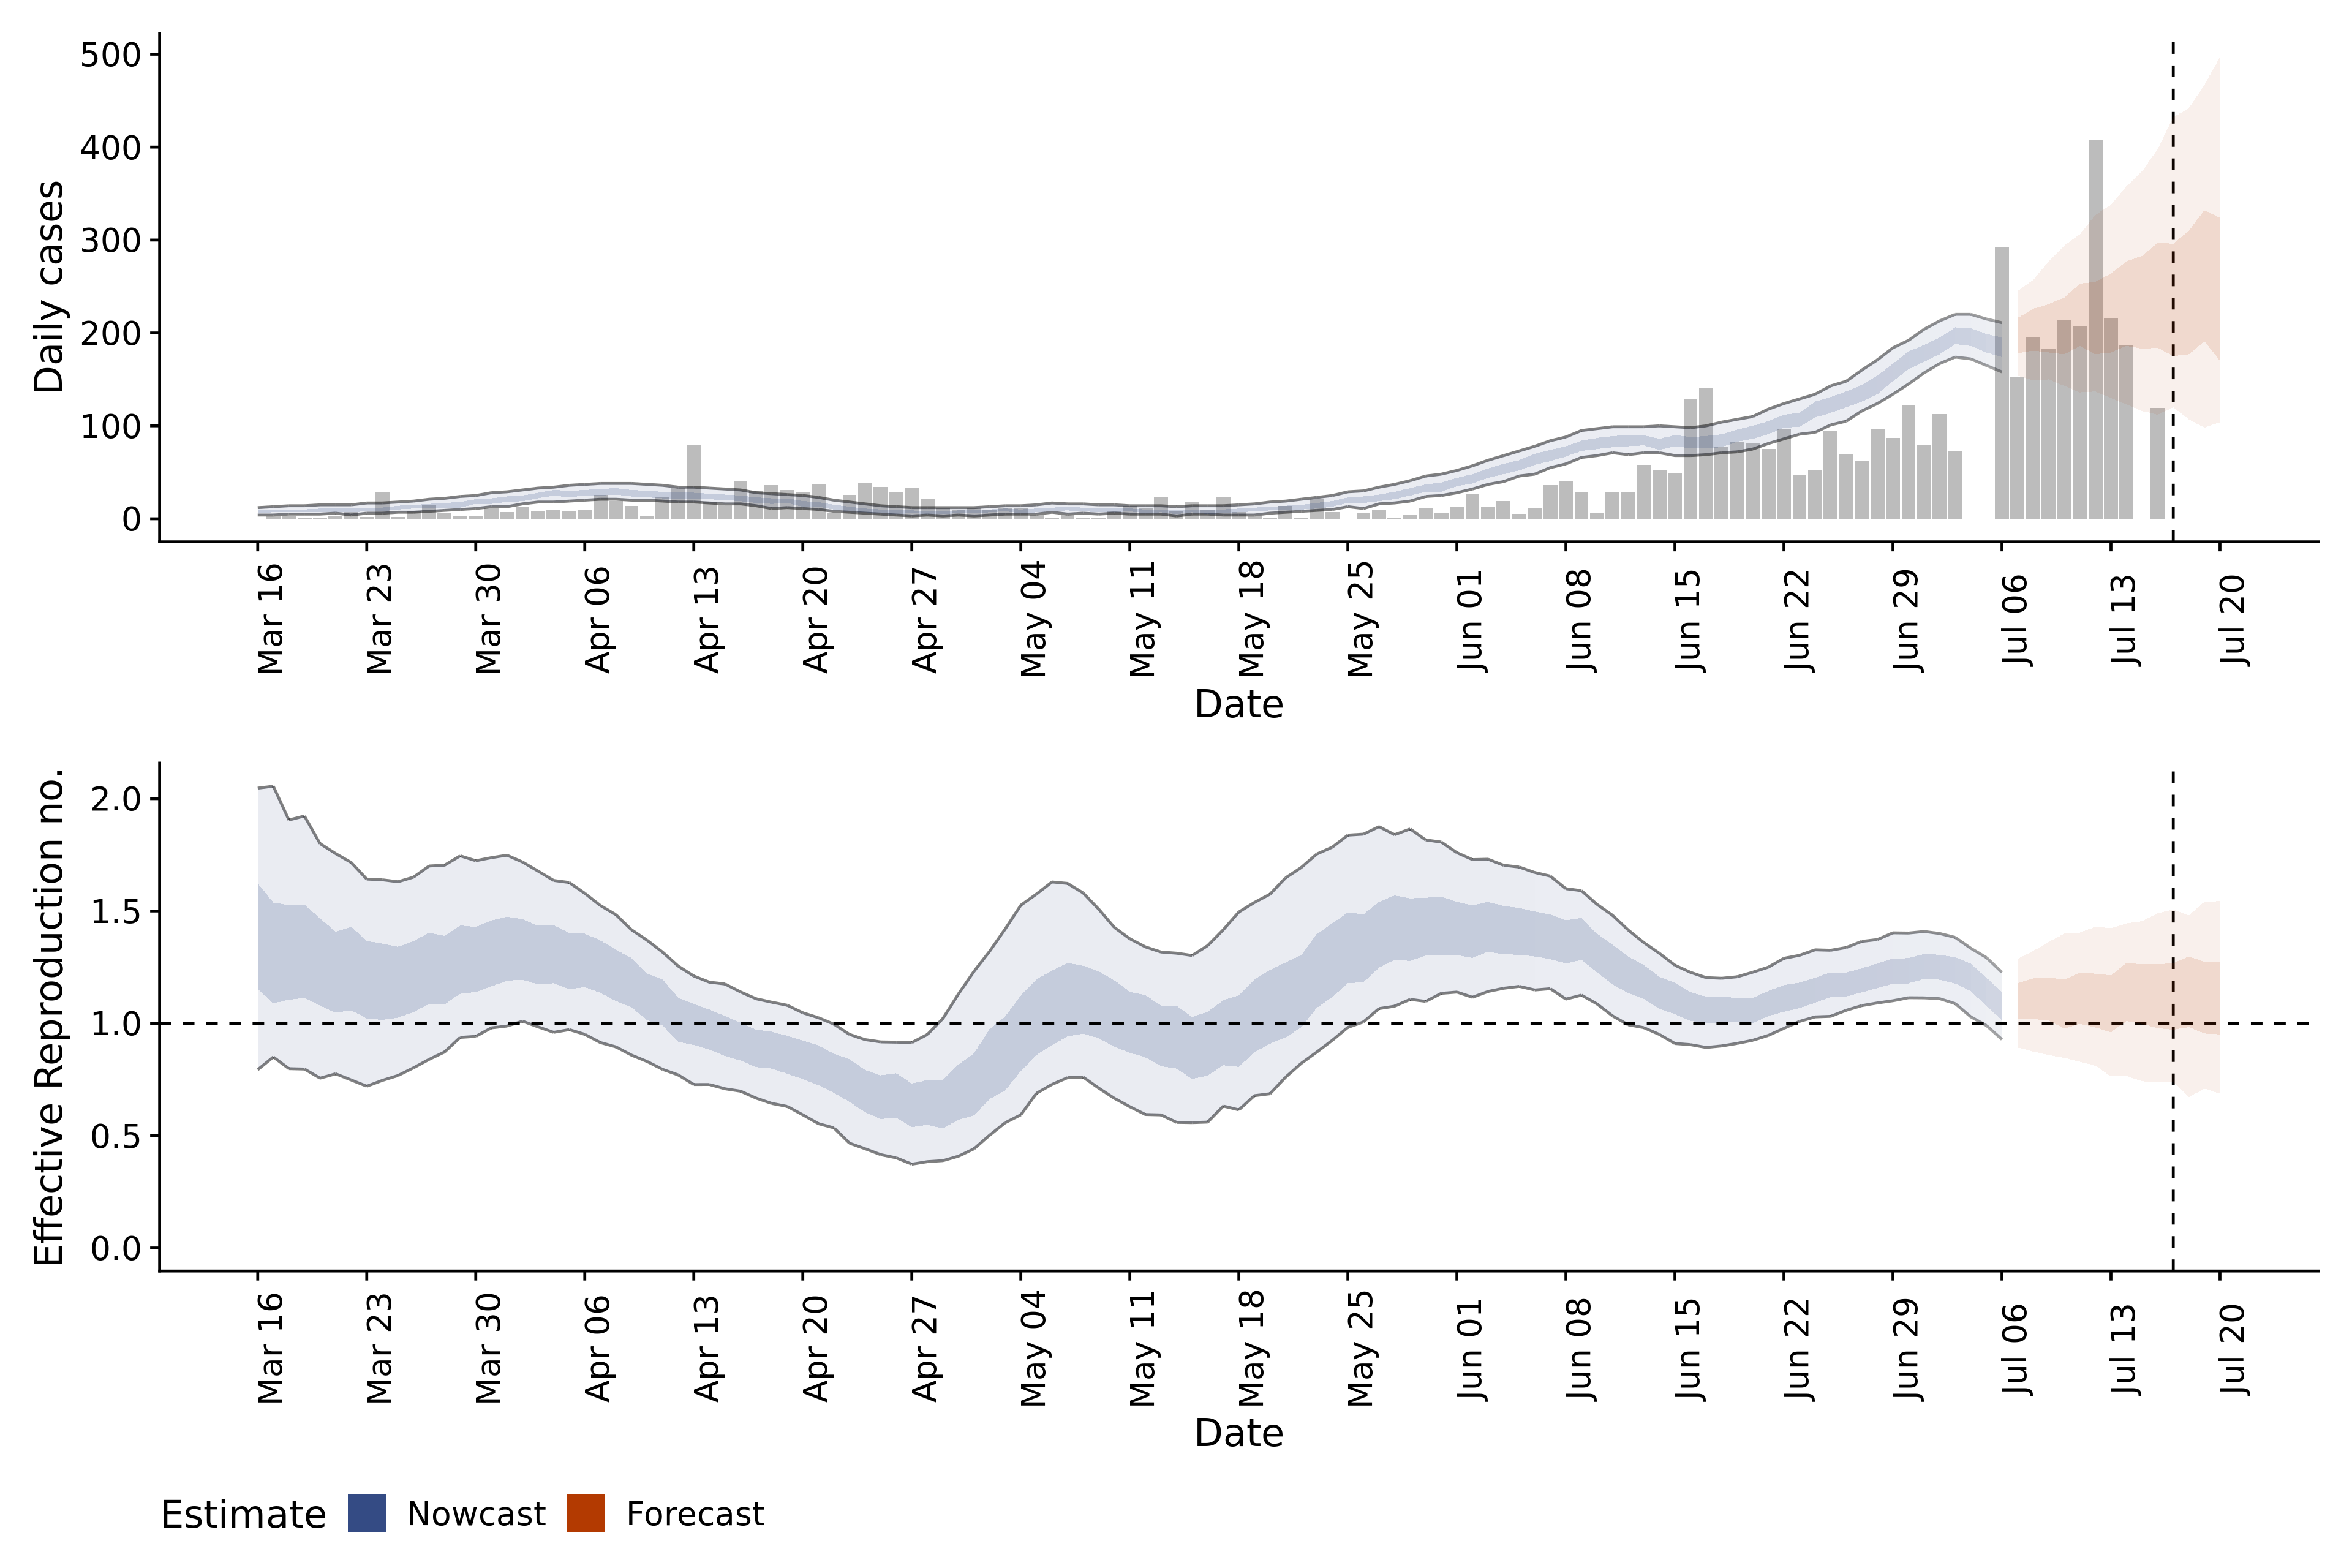 Daily cases
500
400
300
200
100
0
Mar 16
Mar 23
Mar 30
Apr 06
Apr 13
Apr 20
Apr 27
May 04
May 11
May 18
May 25
Jun 01
Jun 08
Jun 15
Jun 22
Jun 29
Jul 06
Jul 13
Jul 20
Date
Effective Reproduction no.
2.0
1.5
1.0
0.5
0.0
Mar 16
Mar 23
Mar 30
Apr 06
Apr 13
Apr 20
Apr 27
May 04
May 11
May 18
May 25
Jun 01
Jun 08
Jun 15
Jun 22
Jun 29
Jul 06
Jul 13
Jul 20
Date
Estimate Nowcast Forecast